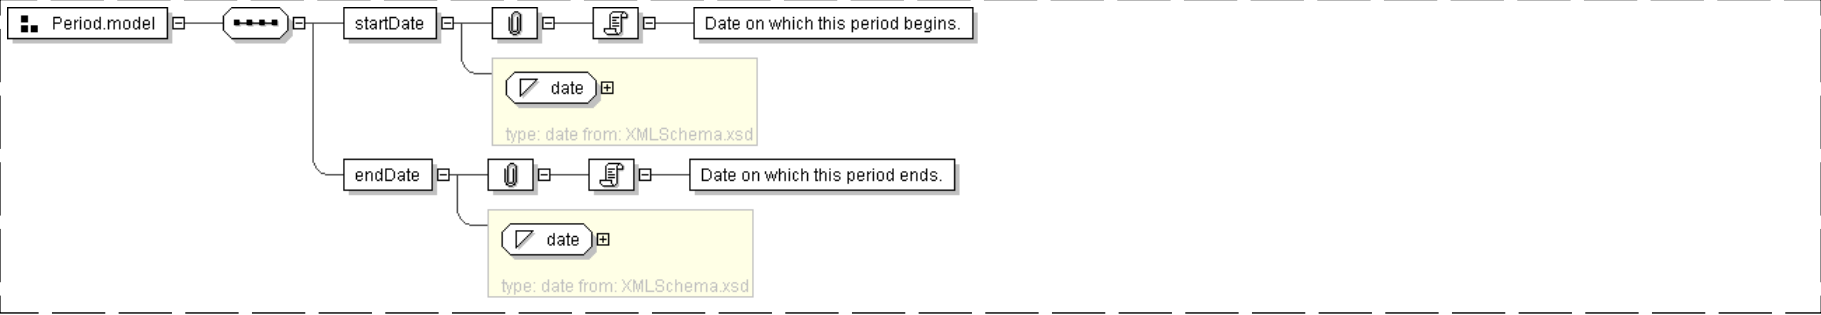 Period.model
startDate
Date on which this period begins.
date
type: date from: XMLSchema.xsd
endDate
Date on which this period ends.
date
type: date from: XMLSchema.xsd